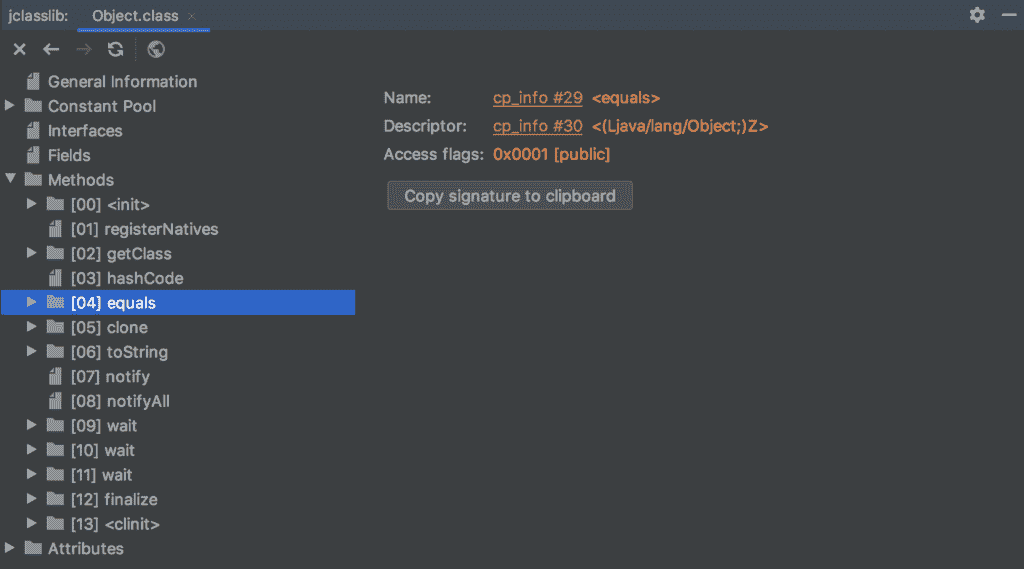 jclasslib: Object.class
General Information
Constant Pool
Interfaces
Fields
Methods
[00] <init>
[01] registerNatives
[02] getClass
[03] hashCode
[04] equals
[05] clone
[06] toString
[07] notify
[08] notifyAll
[09] wait
[10] wait
[11] wait
[12] finalize
[13] <clinit>
Attributes
Name: cp_info #29 <equals>
Descriptor: cp_info #30 <(Ljava/lang/Object;)Z>
Access flags: 0x0001 [public]
Copy signature to clipboard